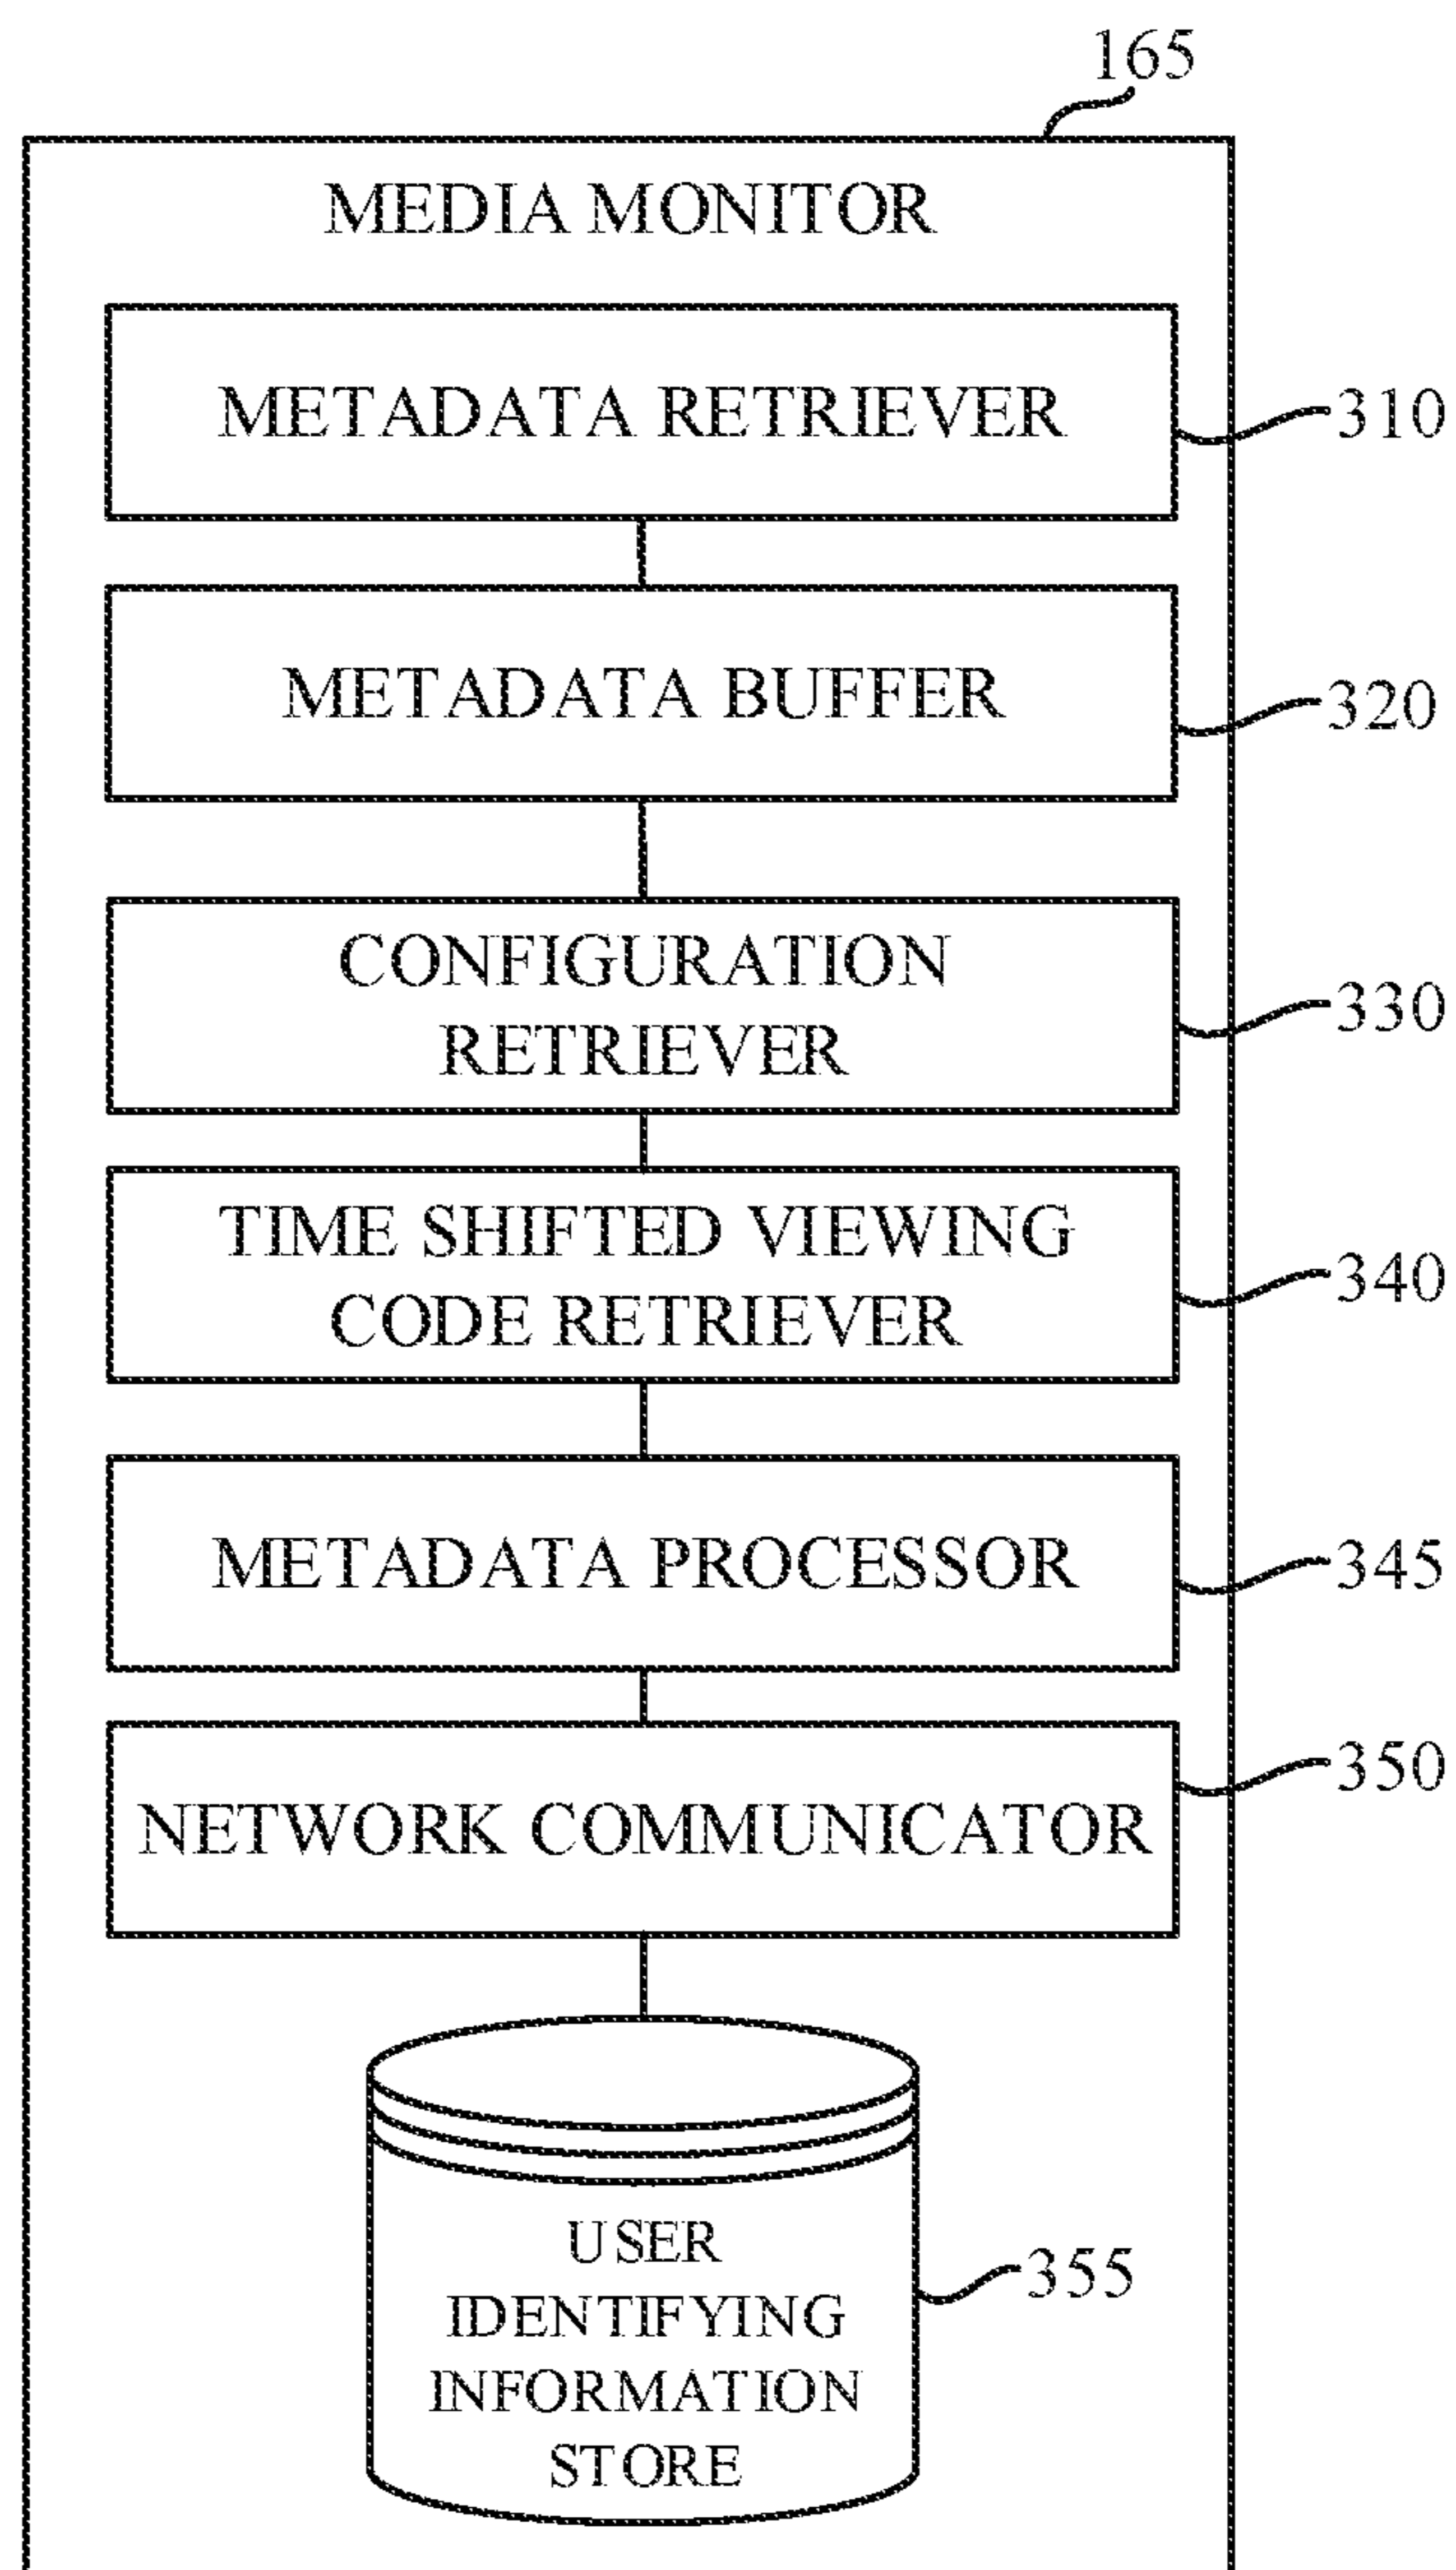 165
MEDIA MONITOR
METADATA RETRIEVER
310
METADATA BUFFER
320
CONFIGURATION
RETRIEVER
330
TIME SHIFTED VIEWING
CODE RETRIEVER
340
METADATA PROCESSOR
345
NETWORK COMMUNICATOR
350
USER
IDENTIFYING
INFORMATION
STORE
355